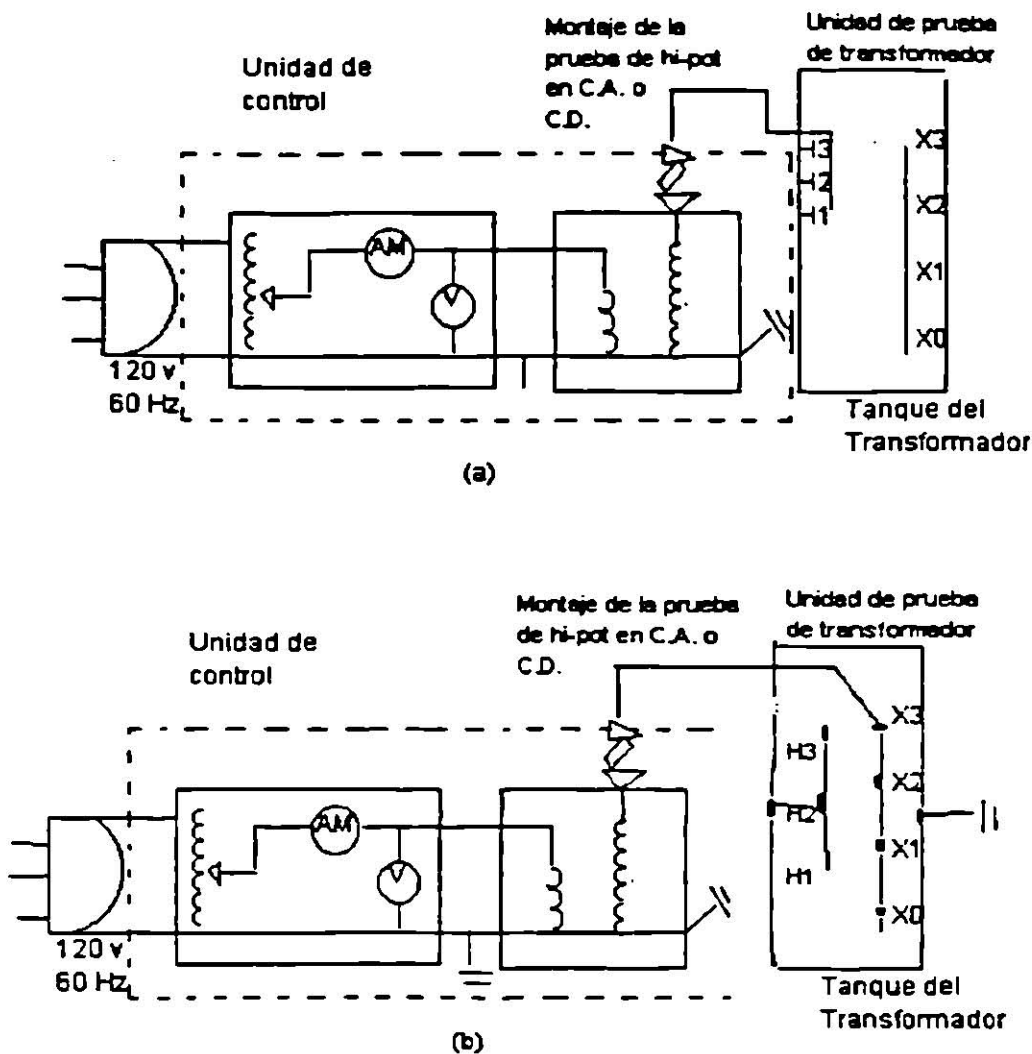 Montaje de la
prueba de hi-pot
en C.A. o
C.D.
Unidad de prueba
de transformador
Unidad de
control
X3
X2
X1
X0
3
2
1
AM
V
120 v
60 Hz
Tanque del
Transformador
(a)
Montaje de la prueba
de hi-pot en C.A. o
C.D.
Unidad de prueba
de transformador
Unidad de
control
X3
H3
X2
H2
X1
H1
X0
AM
V
120 v
60 Hz
Tanque del
Transformador
(b)